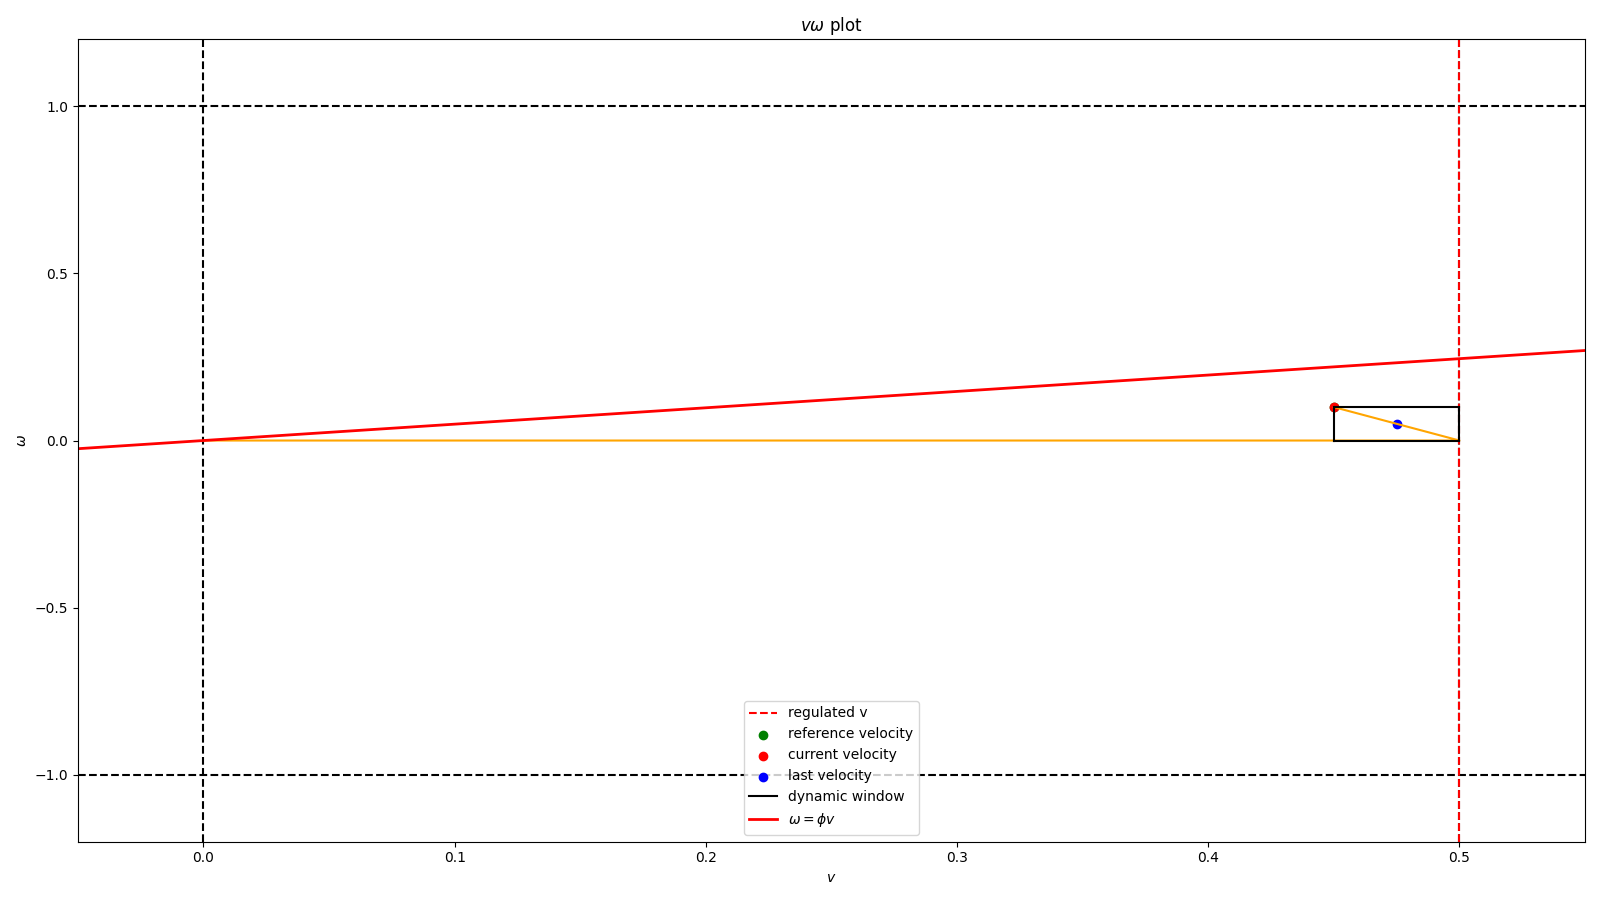 vω plot
1.0
0.5
0.0
−0.5
−1.0
ω
regulated v
reference velocity
current velocity
last velocity
dynamic window
ω = ϕv
0.0 0.1 0.2 0.3 0.4 0.5
v